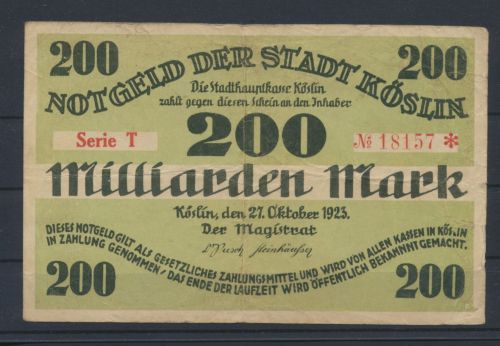 200 200
NOTGELD DER STADT KÖSLIN
Die Stadthauptkasse Köslin
zahlt gegen diesen Schein an den Inhaber
Serie T 200 № 18157 *
Milliarden Mark
Köslin, den 27. Oktober 1923.
Der Magistrat
DIESES NOTGELD GILT ALS GESETZLICHES ZAHLUNGSMITTEL UND WIRD VON ALLEN KASSEN IN KÖSLIN
IN ZAHLUNG GENOMMEN, DAS ENDE DER LAUFZEIT WIRD ÖFFENTLICH BEKANNT GEMACHT.
200 200